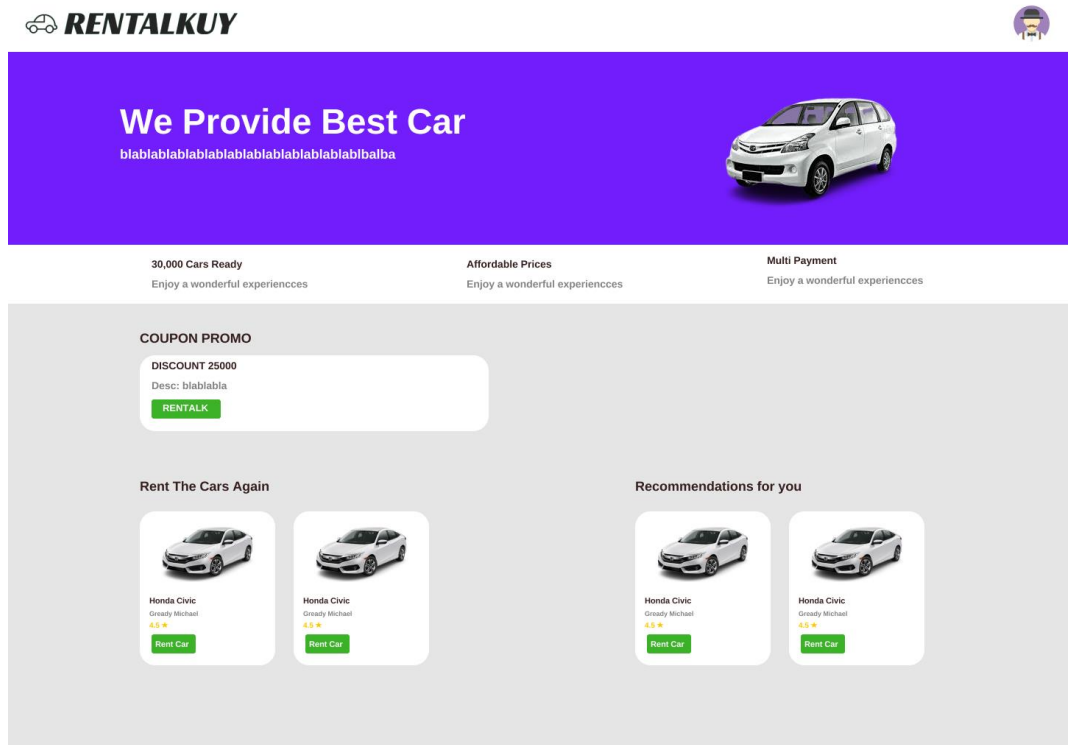 RENTALKUY
We Provide Best Car
blablablablablablablablablablablablablbalba
30,000 Cars Ready
Enjoy a wonderful experiencces
Affordable Prices
Enjoy a wonderful experiencces
Multi Payment
Enjoy a wonderful experiencces
COUPON PROMO
DISCOUNT 25000
Desc: blablabla
RENTALK
Rent The Cars Again
Honda Civic
Gready Michael
4.5 ★
Rent Car
Honda Civic
Gready Michael
4.5 ★
Rent Car
Recommendations for you
Honda Civic
Gready Michael
4.5 ★
Rent Car
Honda Civic
Gready Michael
4.5 ★
Rent Car